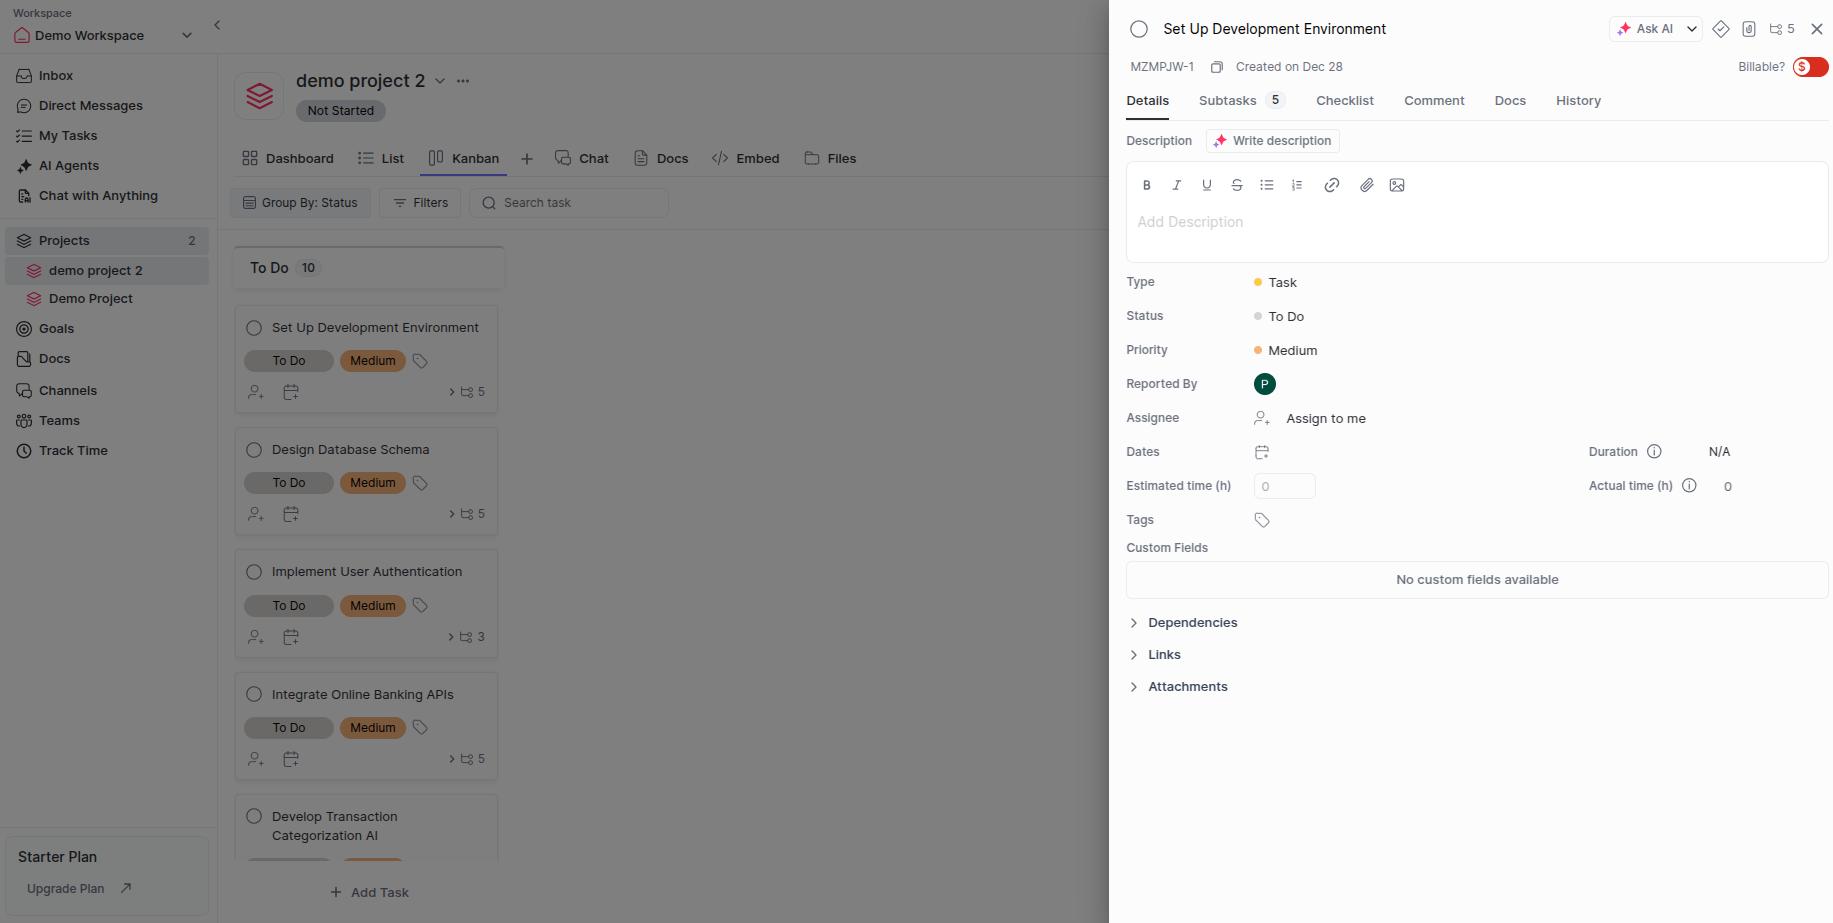 Workspace
Demo Workspace
Inbox
Direct Messages
My Tasks
AI Agents
Chat with Anything
Projects 2
demo project 2
Demo Project
Goals
Docs
Channels
Teams
Track Time
Starter Plan
Upgrade Plan
demo project 2
Not Started
Dashboard List Kanban Chat Docs Embed Files
Group By: Status Filters Search task
To Do 10
Set Up Development Environment
To Do Medium
5
Design Database Schema
To Do Medium
5
Implement User Authentication
To Do Medium
3
Integrate Online Banking APIs
To Do Medium
5
Develop Transaction
Categorization AI
Add Task
Set Up Development Environment Ask AI 5
MZMPJW-1 Created on Dec 28 Billable? $
Details Subtasks 5 Checklist Comment Docs History
Description Write description
B I U S
Add Description
Type Task
Status To Do
Priority Medium
Reported By P
Assignee Assign to me
Dates Duration N/A
Estimated time (h) 0 Actual time (h) 0
Tags
Custom Fields
No custom fields available
Dependencies
Links
Attachments